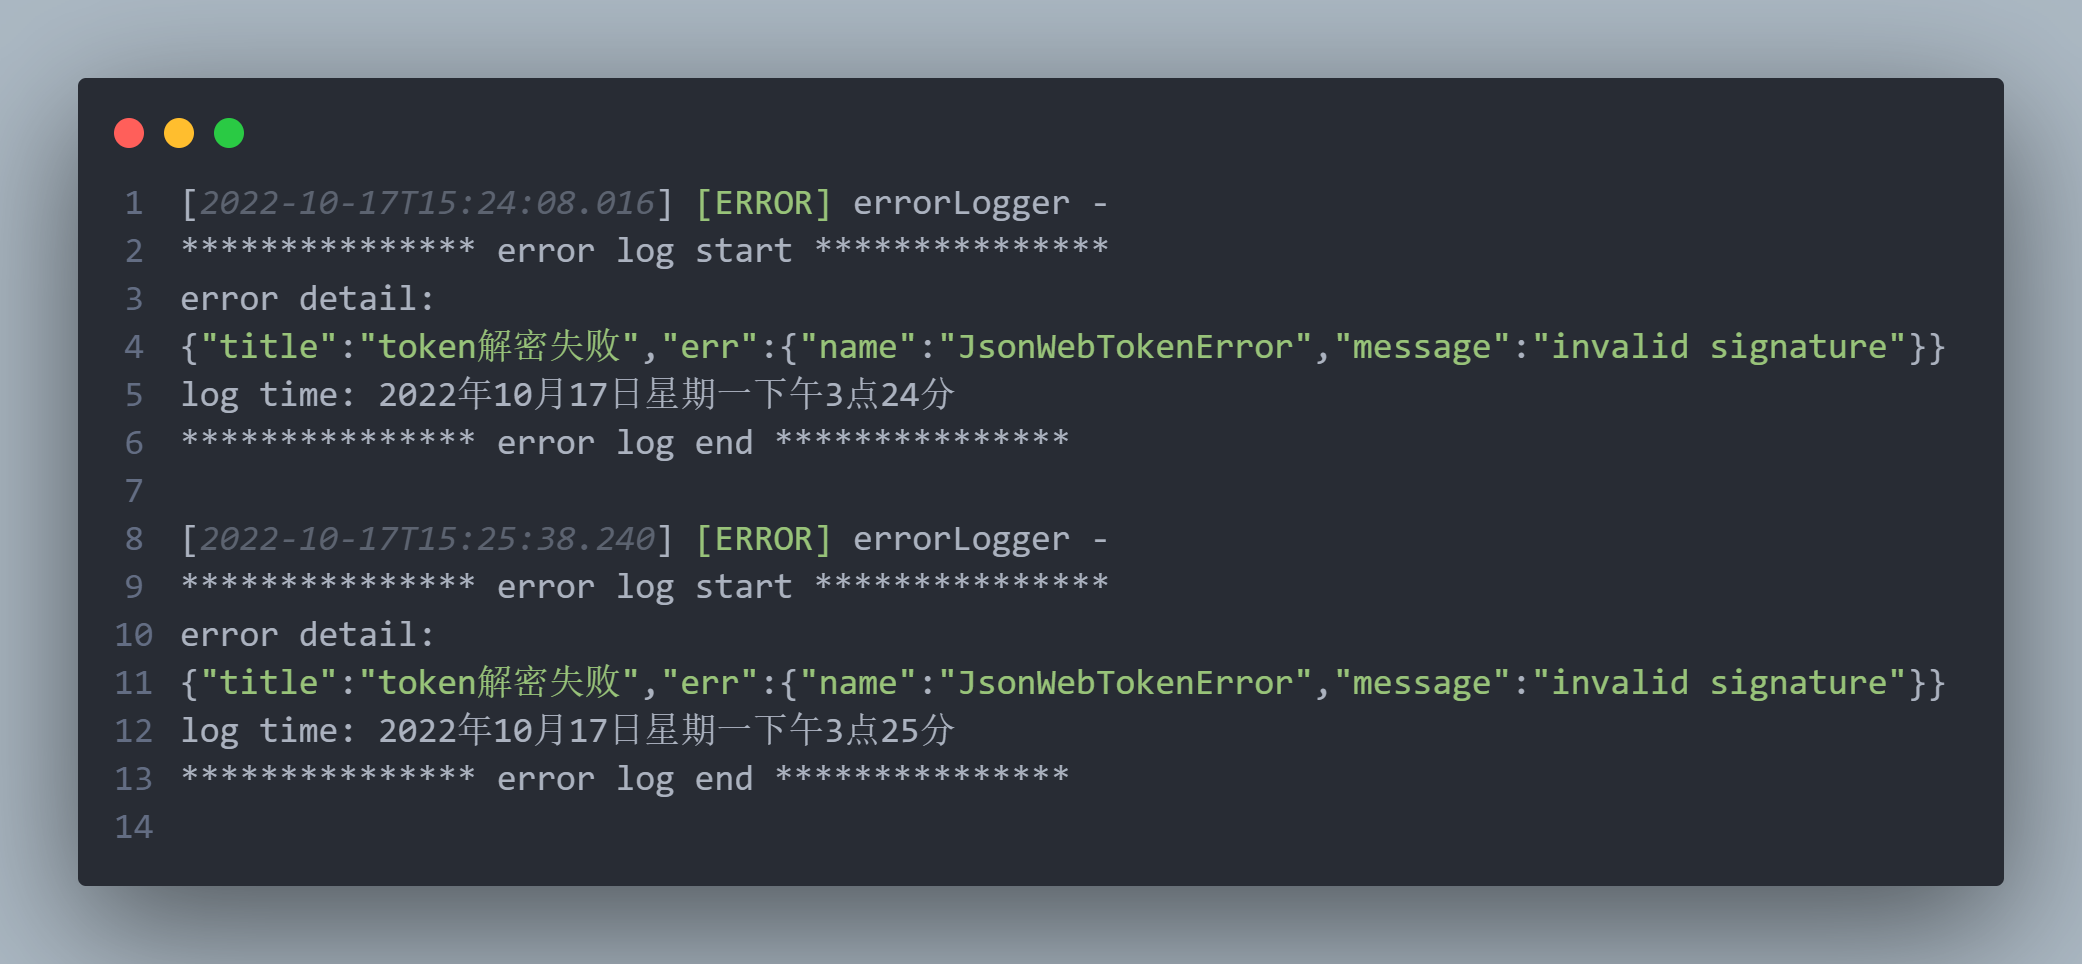 1 [2022-10-17T15:24:08.016] [ERROR] errorLogger -
2 *************** error log start ***************
3 error detail:
4 {"title":"token解密失败","err":{"name":"JsonWebTokenError","message":"invalid signature"}}
5 log time: 2022年10月17日星期一下午3点24分
6 *************** error log end ***************
7
8 [2022-10-17T15:25:38.240] [ERROR] errorLogger -
9 *************** error log start ***************
10 error detail:
11 {"title":"token解密失败","err":{"name":"JsonWebTokenError","message":"invalid signature"}}
12 log time: 2022年10月17日星期一下午3点25分
13 *************** error log end ***************
14